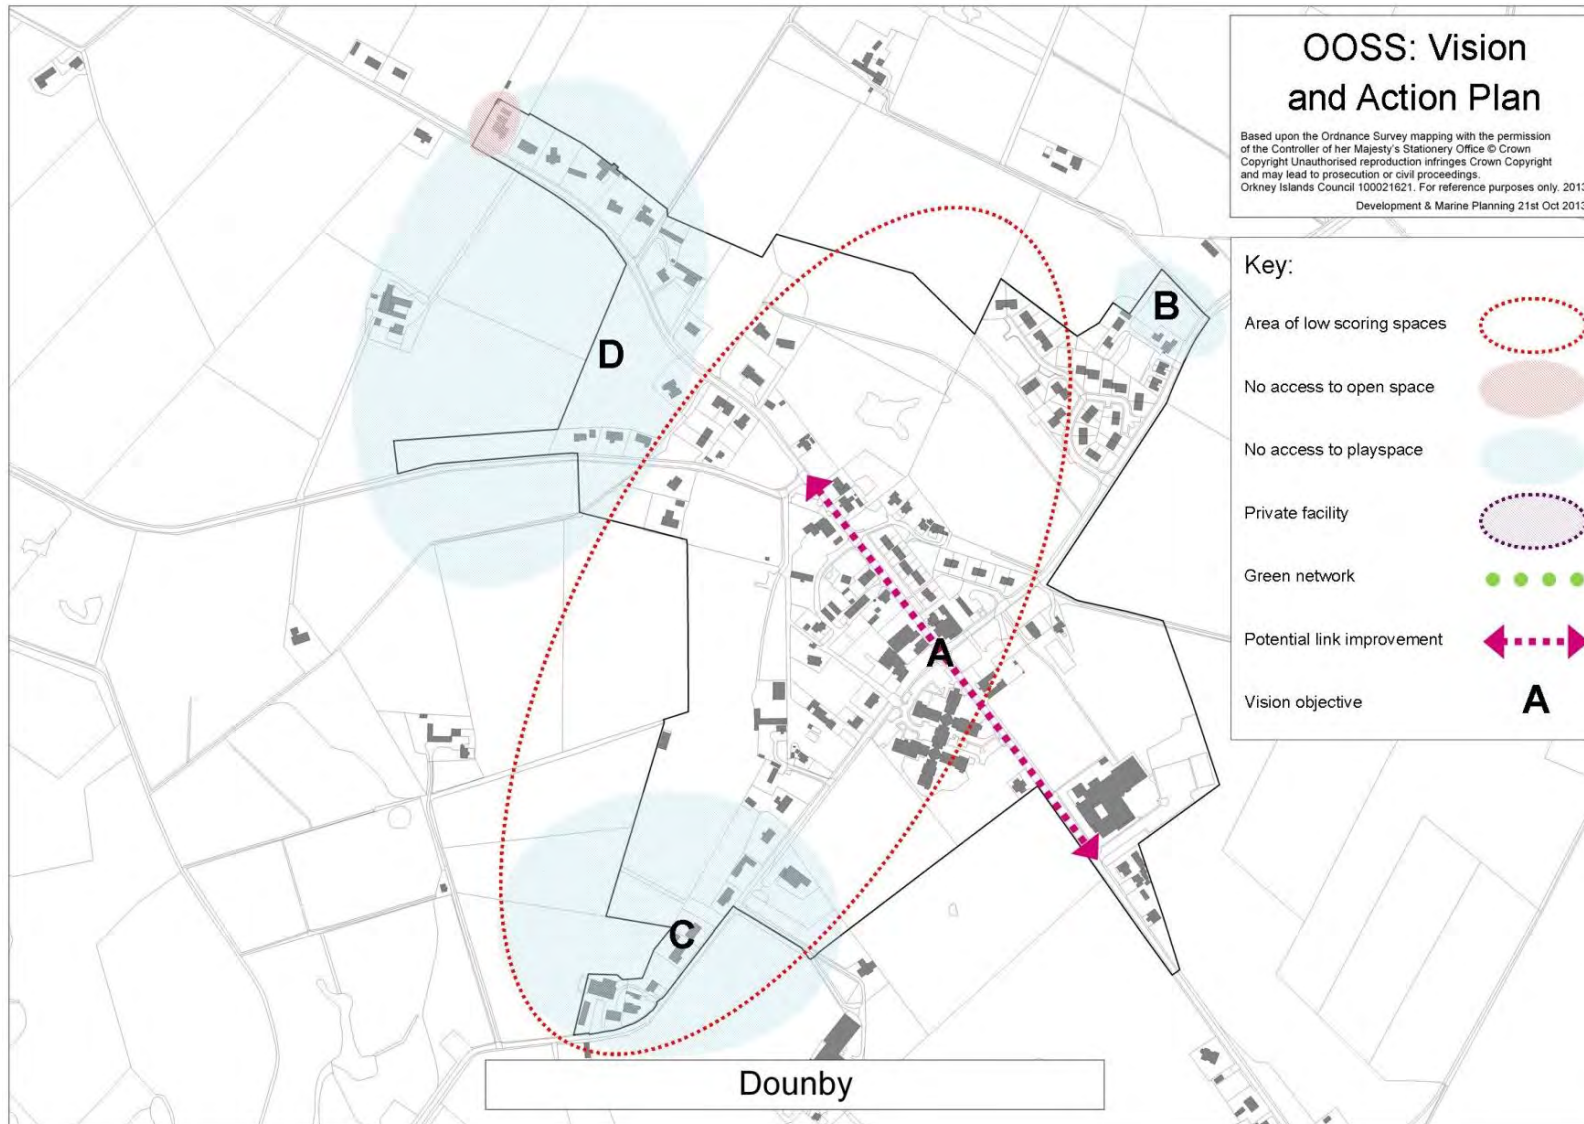 OOSS: Vision
and Action Plan
Based upon the Ordnance Survey mapping with the permission
of the Controller of her Majesty's Stationery Office © Crown
Copyright Unauthorised reproduction infringes Crown Copyright
and may lead to prosecution or civil proceedings.
Orkney Islands Council 100021621. For reference purposes only. 2013
Development & Marine Planning 21st Oct 2013
Key:
Area of low scoring spaces
No access to open space
No access to playspace
Private facility
Green network
Potential link improvement
Vision objective A
B
D
A
C
Dounby